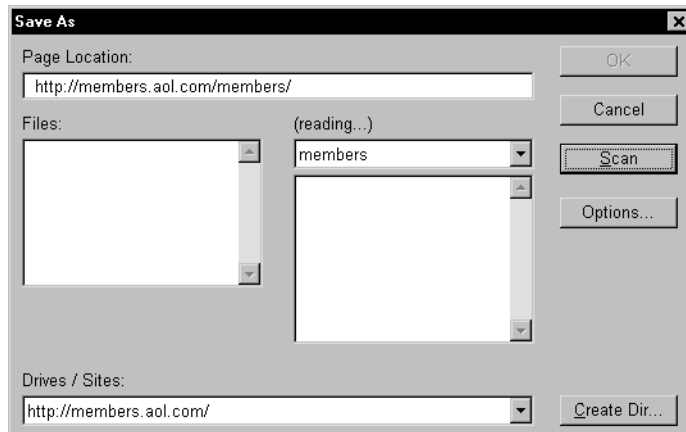 Save As
Page Location:
OK
http://members.aol.com/members/
Cancel
Files:
(reading...)
members
Scan
Options...
Drives / Sites:
http://members.aol.com/
Create Dir...